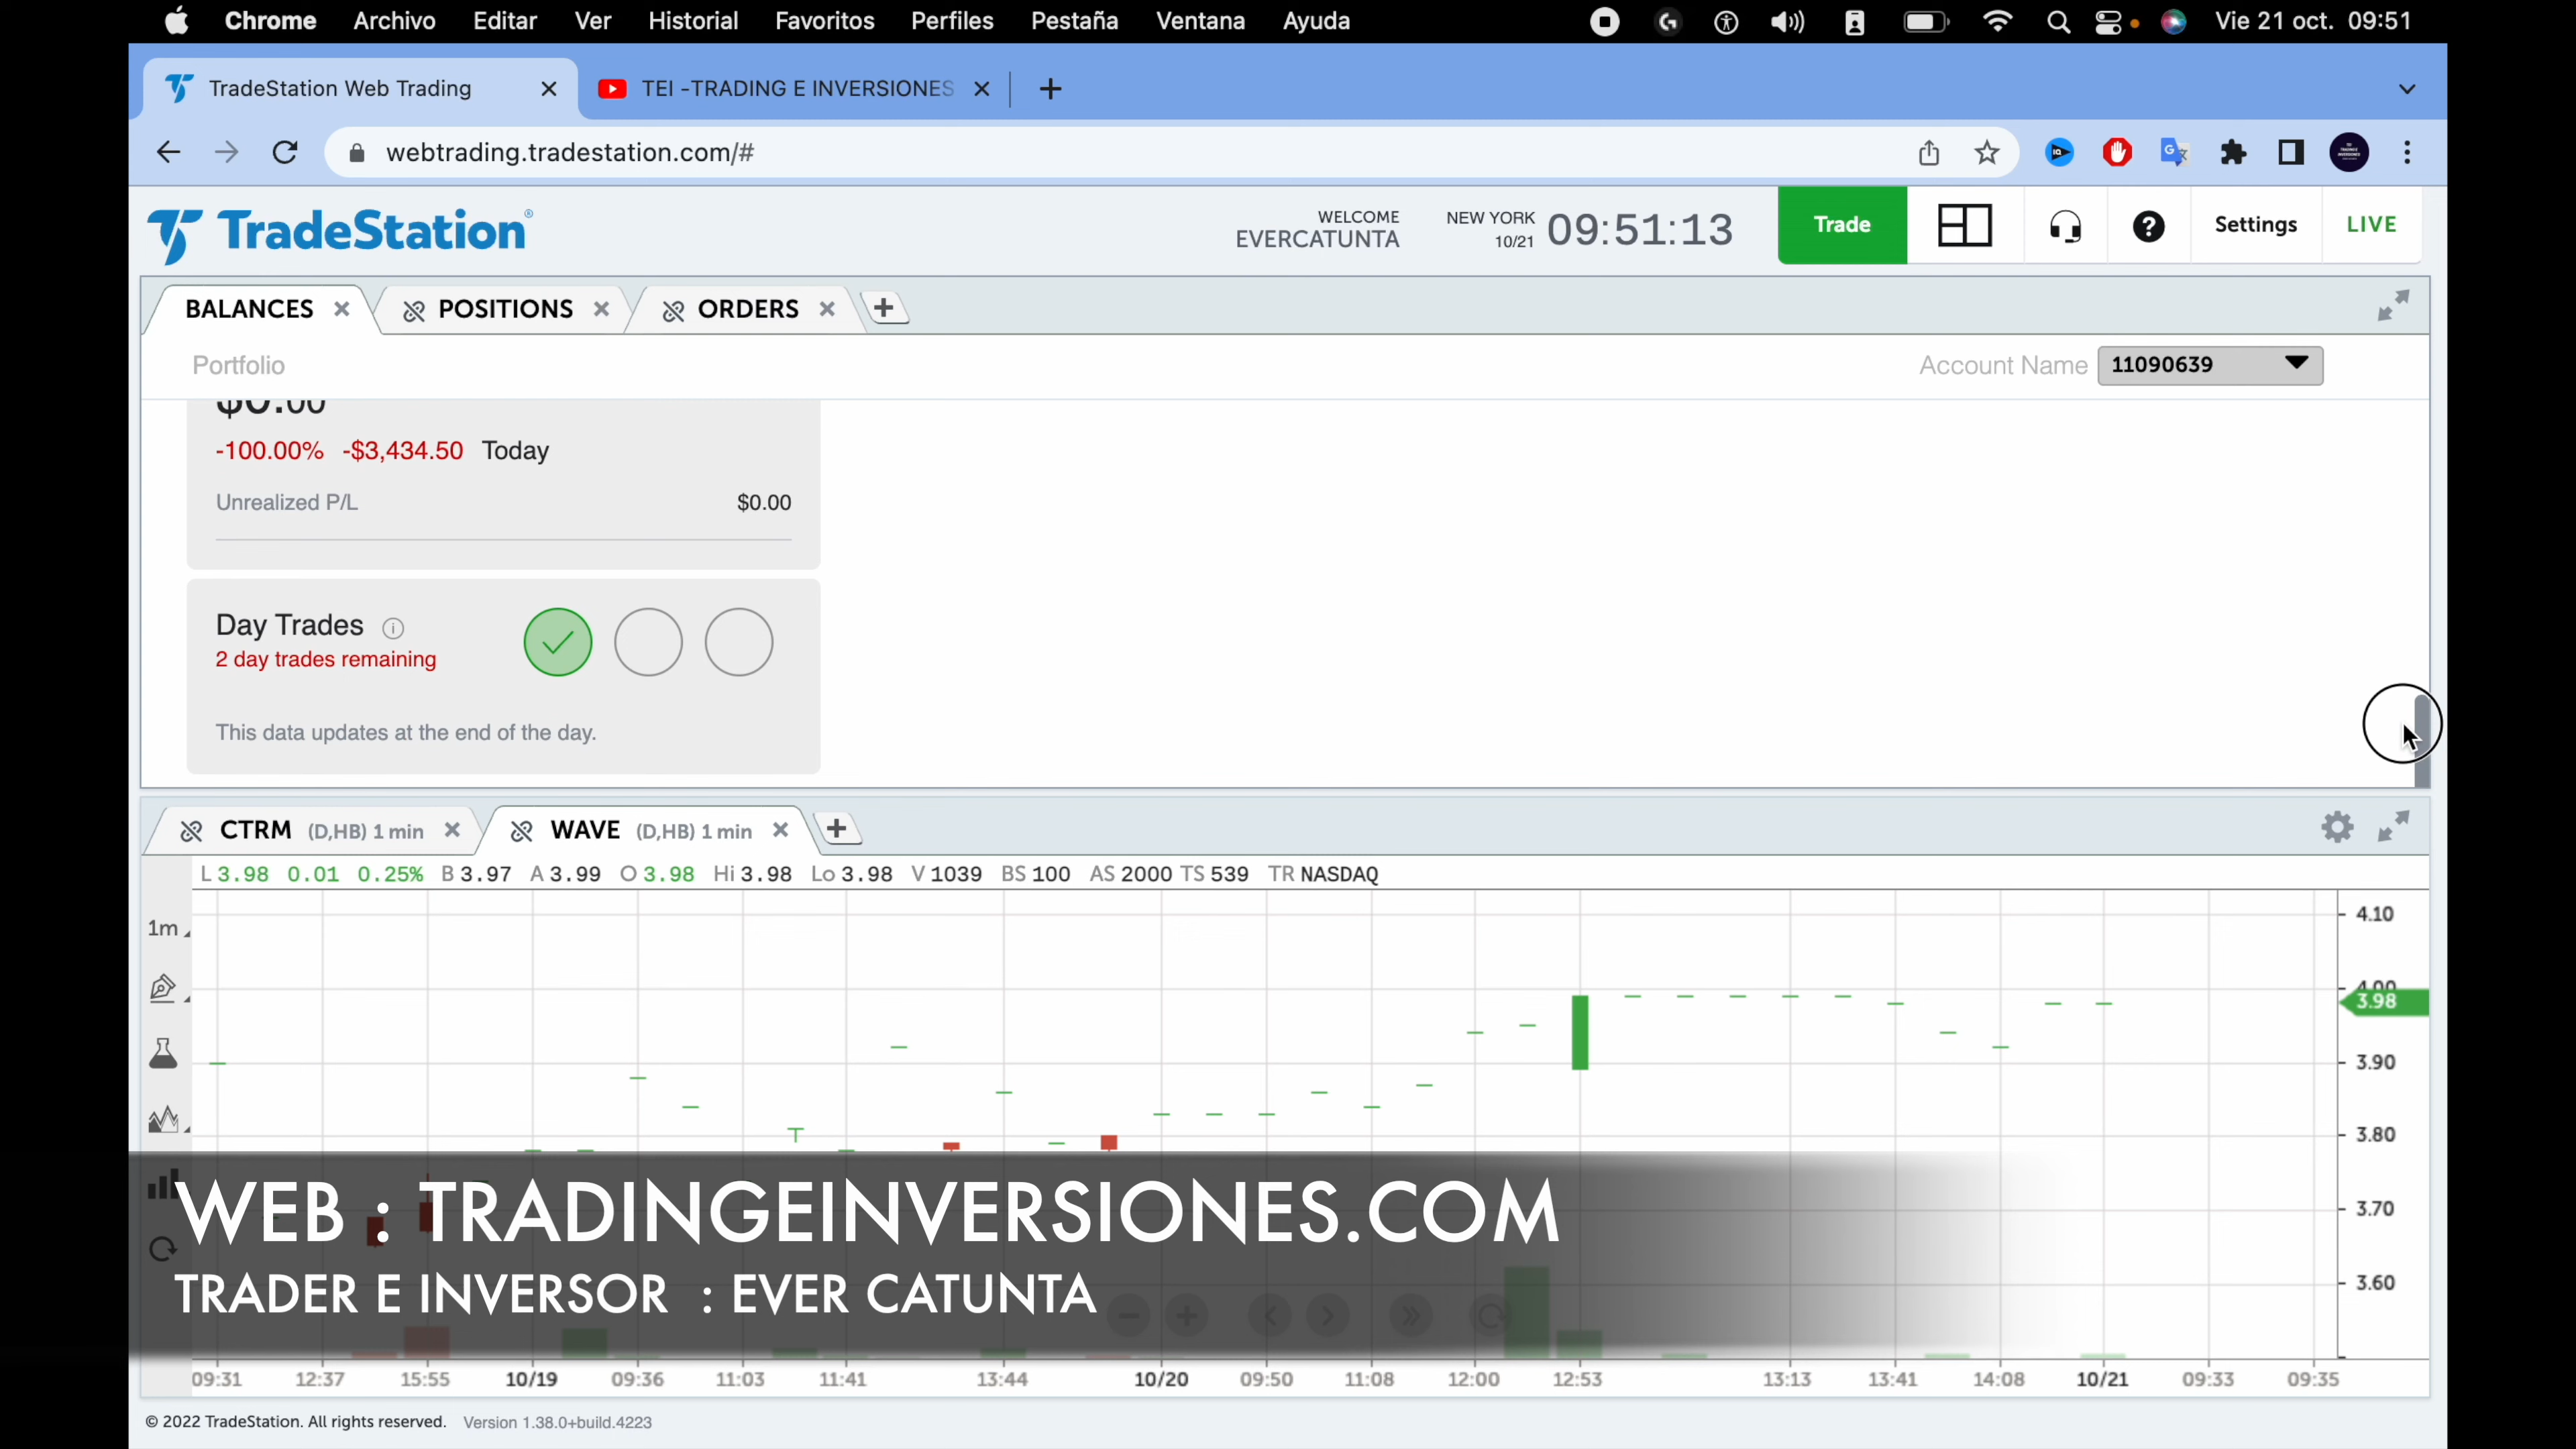 Chrome Archivo Editar Ver Historial Favoritos Perfiles Pestaña Ventana Ayuda Vie 21 oct. 09:51
TradeStation Web Trading TEI -TRADING E INVERSIONES
webtrading.tradestation.com/#
TradeStation®
WELCOME
EVERCATUNTA
NEW YORK
10/21
09:51:13
Trade
Settings
LIVE
BALANCES POSITIONS ORDERS
Portfolio
Account Name 11090639
$0.00
-100.00% -$3,434.50 Today
Unrealized P/L $0.00
Day Trades
2 day trades remaining
This data updates at the end of the day.
CTRM (D,HB) 1 min WAVE (D,HB) 1 min
L 3.98 0.01 0.25% B 3.97 A 3.99 O 3.98 Hi 3.98 Lo 3.98 V 1039 BS 100 AS 2000 TS 539 TR NASDAQ
1m
4.10
4.00
3.98
3.90
3.80
3.70
3.60
WEB : TRADINGEINVERSIONES.COM
TRADER E INVERSOR : EVER CATUNTA
09:31 12:37 15:55 10/19 09:36 11:03 11:41 13:44 10/20 09:50 11:08 12:00 12:53 13:13 13:41 14:08 10/21 09:33 09:35
© 2022 TradeStation. All rights reserved. Version 1.38.0+build.4223